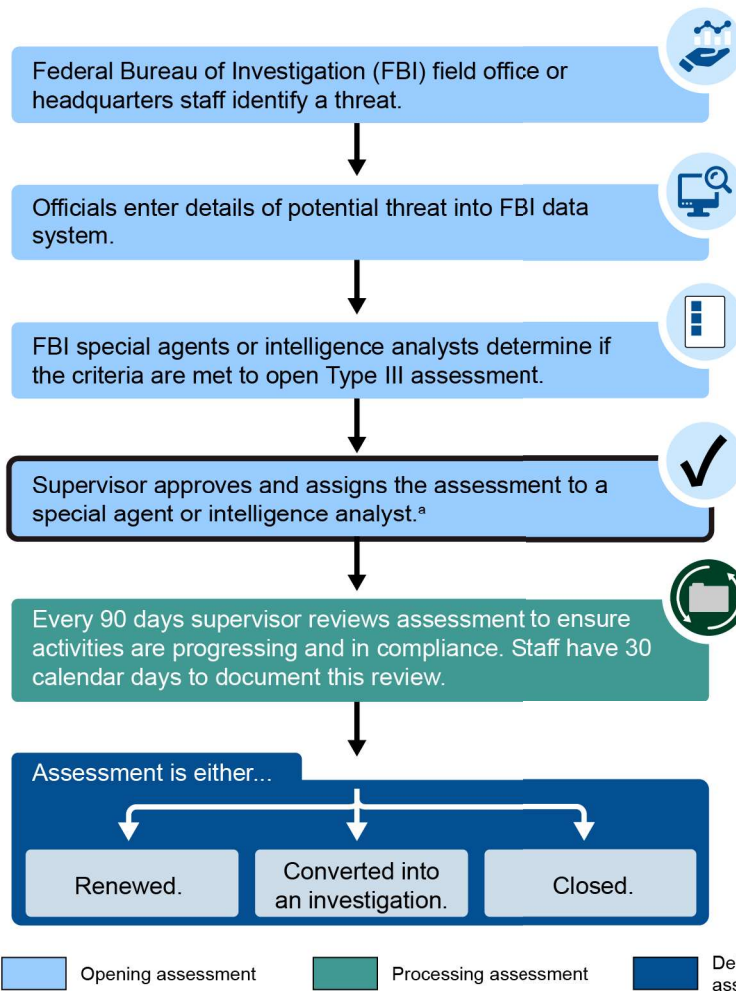 Federal Bureau of Investigation (FBI) field office or
headquarters staff identify a threat.
Officials enter details of potential threat into FBI data
system.
FBI special agents or intelligence analysts determine if
the criteria are met to open Type III assessment.
Supervisor approves and assigns the assessment to a
special agent or intelligence analyst.ª
Every 90 days supervisor reviews assessment to ensure
activities are progressing and in compliance. Staff have 30
calendar days to document this review.
Assessment is either...
Renewed.
Converted into
an investigation.
Closed.
Opening assessment
Processing assessment